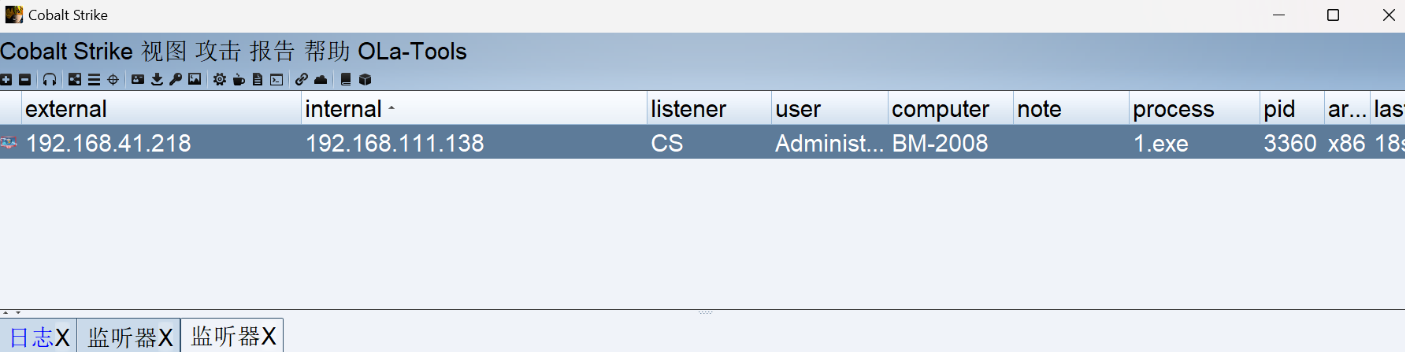 Cobalt Strike
Cobalt Strike 视图 攻击 报告 帮助 OLa-Tools
external internal listener user computer note process pid ar... las
192.168.41.218 192.168.111.138 CS Administ... BM-2008 1.exe 3360 x86 18s
日志X 监听器X 监听器X